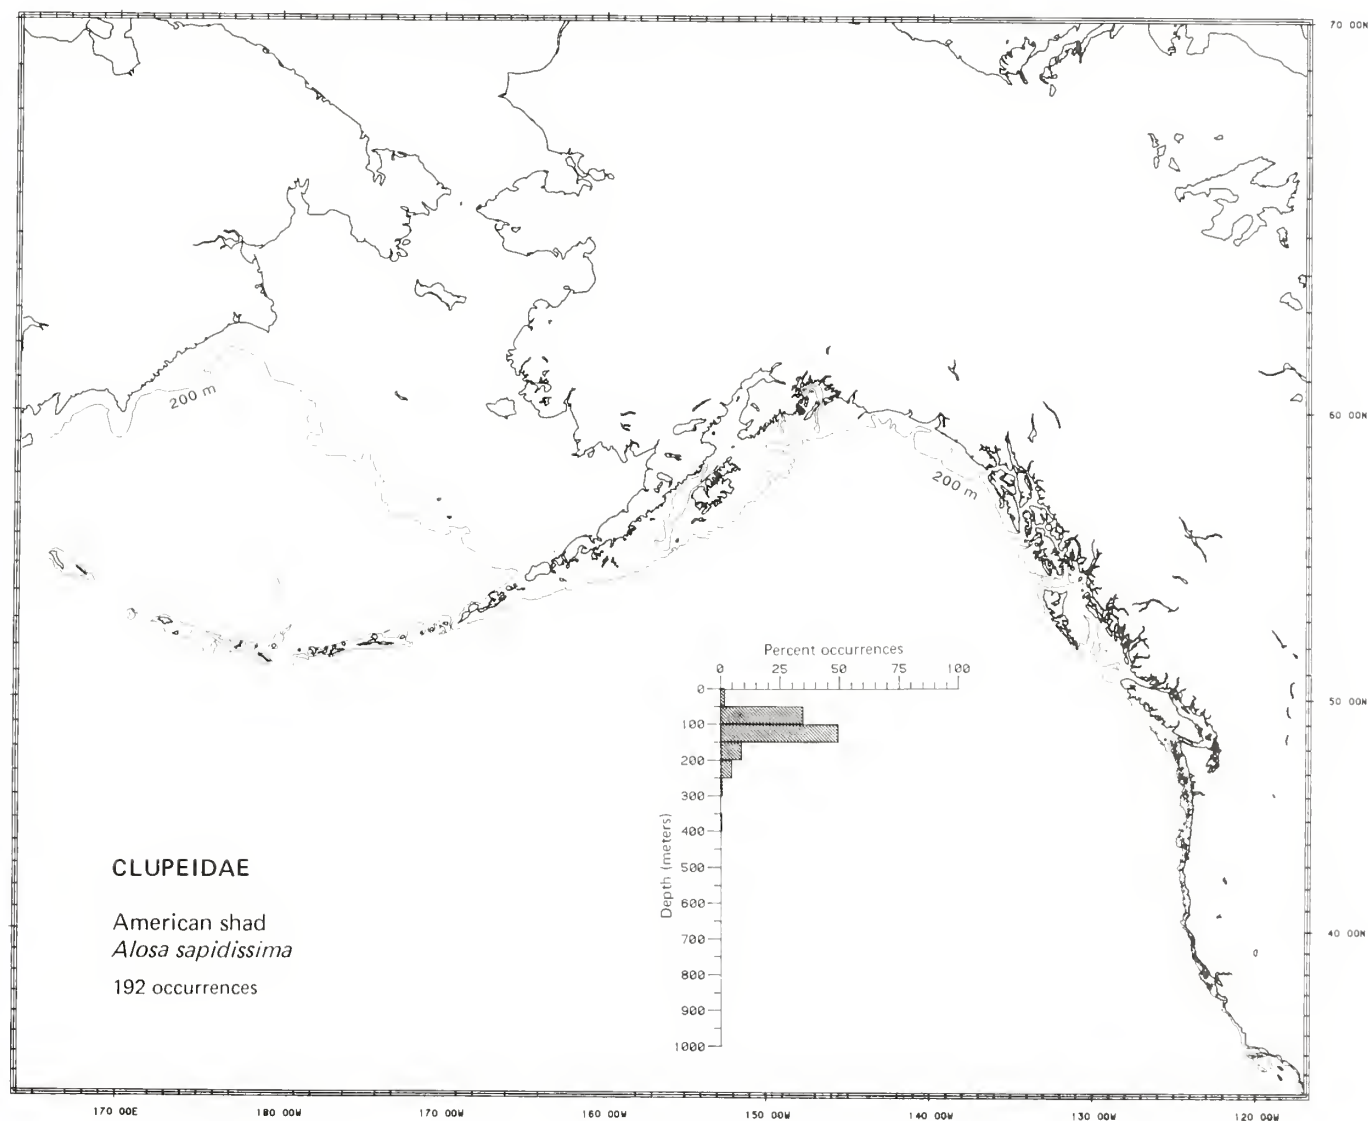 70 00N
200 m
60 00N
200 m
Percent occurrences
0 25 50 75 100
50 00N
0
100
200
300
400
500
600
700
800
900
1000
Depth (meters)
40 00N
CLUPEIDAE
American shad
Alosa sapidissima
192 occurrences
170 00E 180 00W 170 00W 160 00W 150 00W 140 00W 130 00W 120 00W